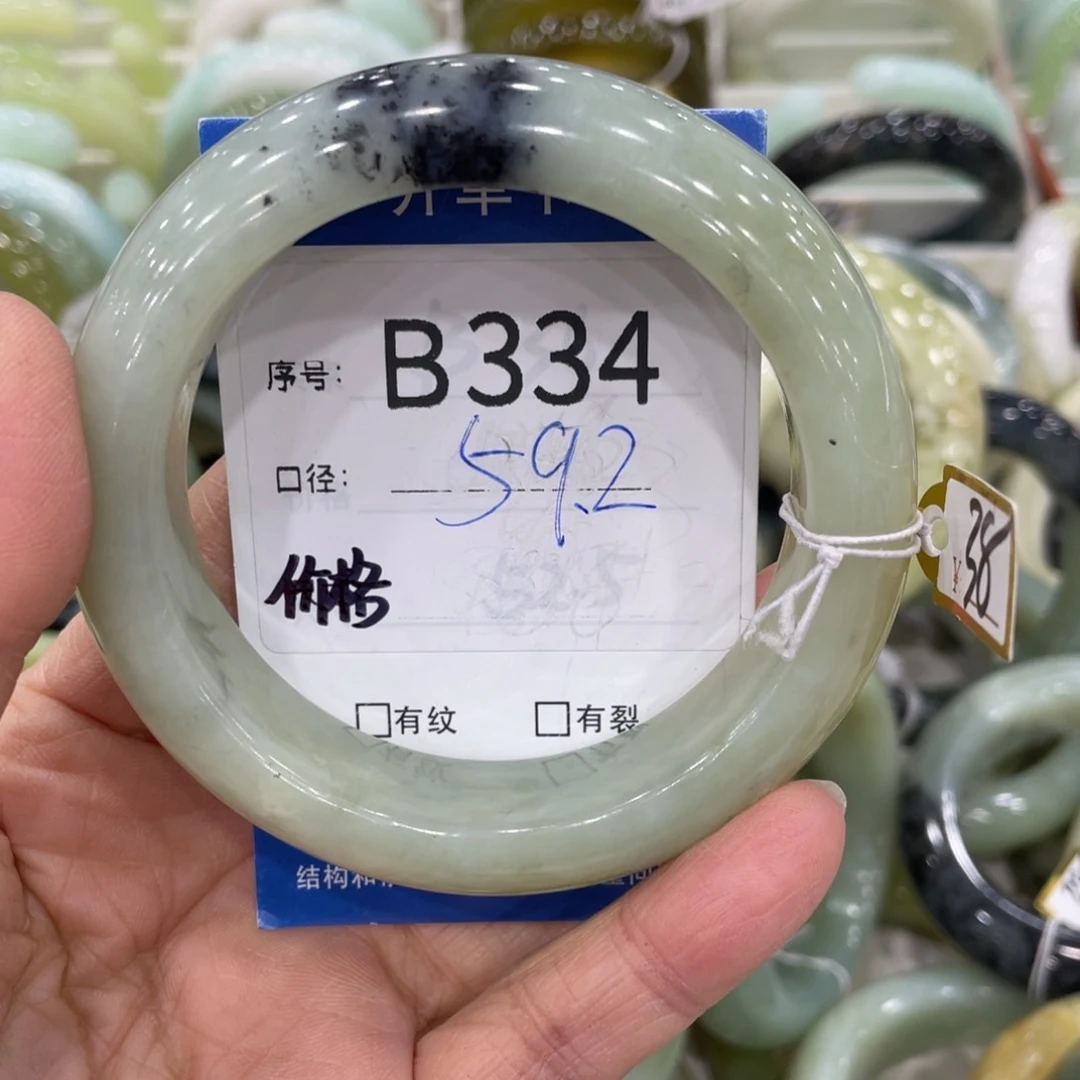 序号: B334
口径: 59.2
价格
□有纹 □有裂
¥38
结构和